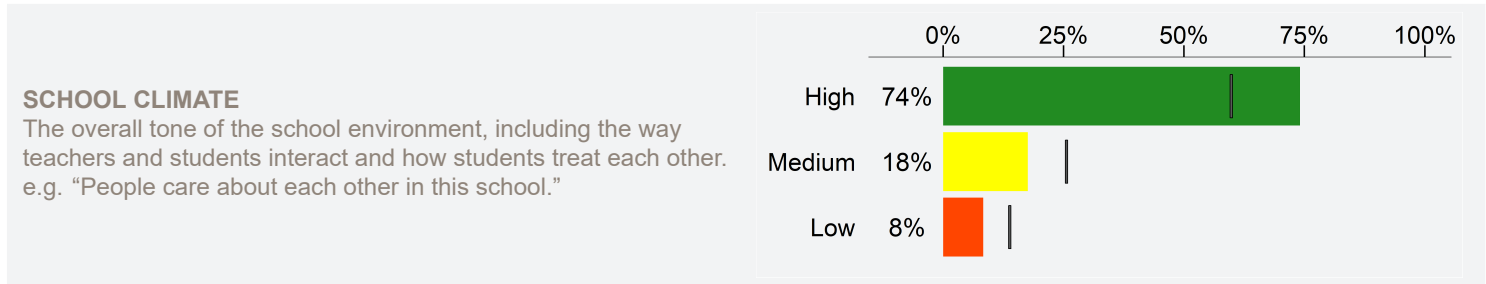 SCHOOL CLIMATE
The overall tone of the school environment, including the way
teachers and students interact and how students treat each other.
e.g. “People care about each other in this school.”
0% 25% 50% 75% 100%
High 74%
Medium 18%
Low 8%